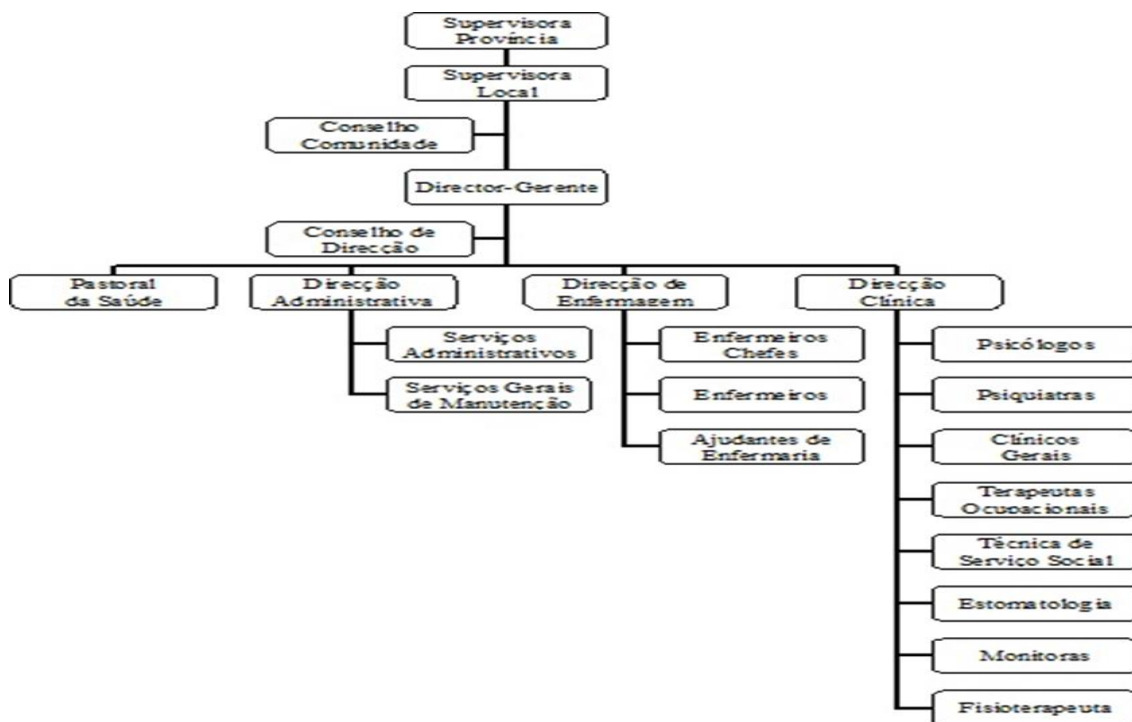 Supervisora
Província
Supervisora
Local
Conselho
Comunidade
Director-Gerente
Conselho de
Direcção
Pastoral
da Saúde
Direcção
Administrativa
Direcção de
Enfermagem
Direcção
Clínica
Serviços
Administrativos
Serviços Gerais
de Manutenção
Enfermeiros
Chefes
Enfermeiros
Ajudantes de
Enfermaria
Psicólogos
Psiquiatras
Clínicos
Gerais
Terapeutas
Ocupacionais
Técnica de
Serviço Social
Estomatologia
Monitoras
Fisioterapeuta